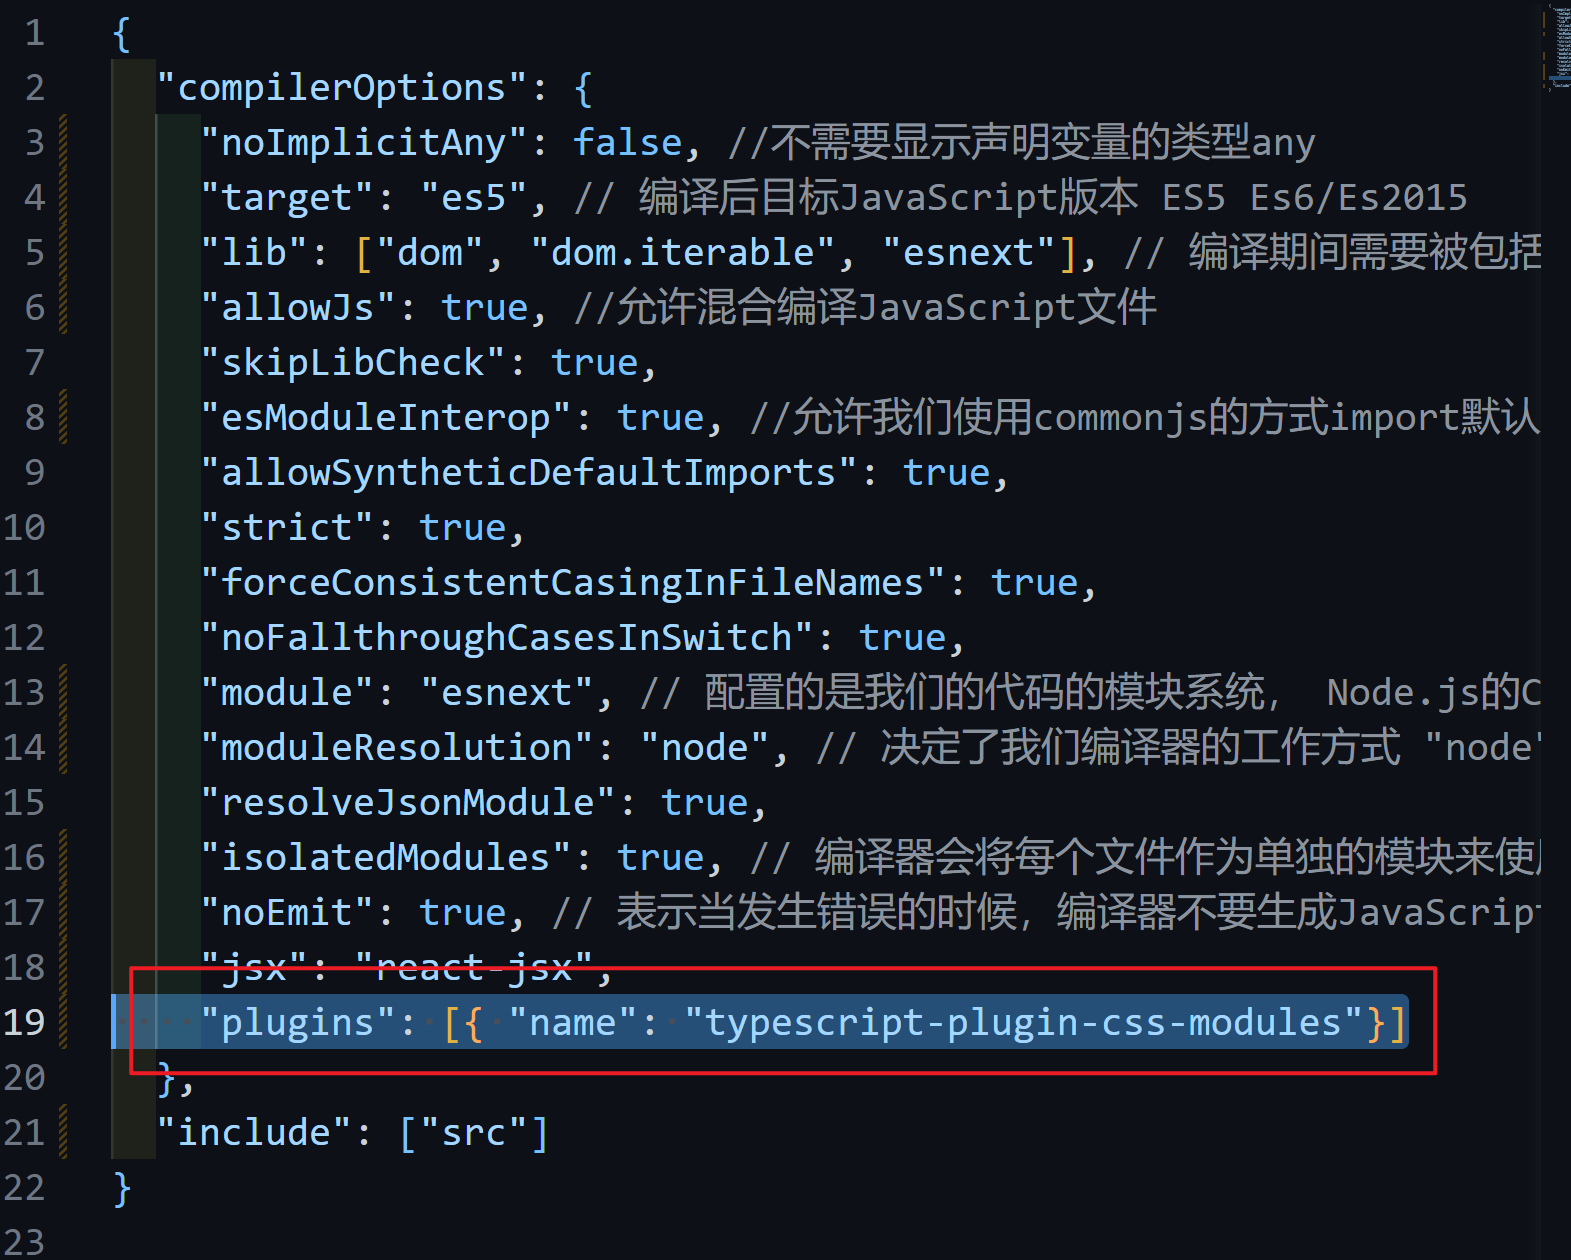 1 {
2 "compilerOptions": {
3 "noImplicitAny": false, //不需要显示声明变量的类型any
4 "target": "es5", // 编译后目标JavaScript版本 ES5 Es6/Es2015
5 "lib": ["dom", "dom.iterable", "esnext"], // 编译期间需要被包括
6 "allowJs": true, //允许混合编译JavaScript文件
7 "skipLibCheck": true,
8 "esModuleInterop": true, //允许我们使用commonjs的方式import默认
9 "allowSyntheticDefaultImports": true,
10 "strict": true,
11 "forceConsistentCasingInFileNames": true,
12 "noFallthroughCasesInSwitch": true,
13 "module": "esnext", // 配置的是我们的代码的模块系统， Node.js的C
14 "moduleResolution": "node", // 决定了我们编译器的工作方式 "node"
15 "resolveJsonModule": true,
16 "isolatedModules": true, // 编译器会将每个文件作为单独的模块来使
17 "noEmit": true, // 表示当发生错误的时候，编译器不要生成JavaScript
18 "jsx": "react-jsx",
19 "plugins": [{ "name": "typescript-plugin-css-modules"}]
20 },
21 "include": ["src"]
22 }
23